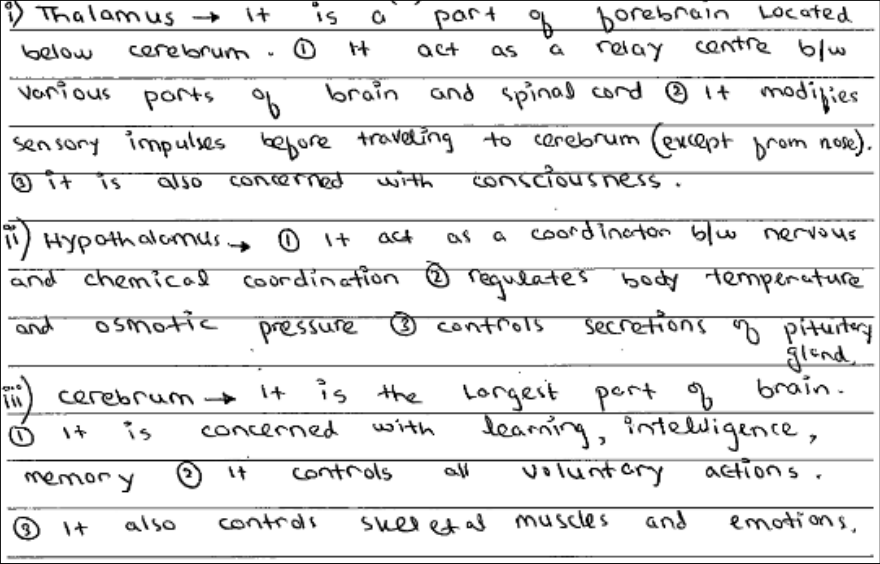 i) Thalamus → it is a part of forebrain Located
below cerebrum. ① It act as a relay centre b/w
various parts of brain and spinal cord ② It modifies
sensory impulses before traveling to cerebrum (except from nose).
③ it is also concerned with consciousness.
ii) Hypothalamus → ① It act as a coordinator b/w nervous
and chemical coordination ② regulates body temperature
and osmotic pressure ③ controls secretions of pituitary
gland.
iii) cerebrum → it is the Largest part of brain.
① It is concerned with learning, intelligence,
memory ② it controls all voluntary actions.
③ It also controls skeletal muscles and emotions.